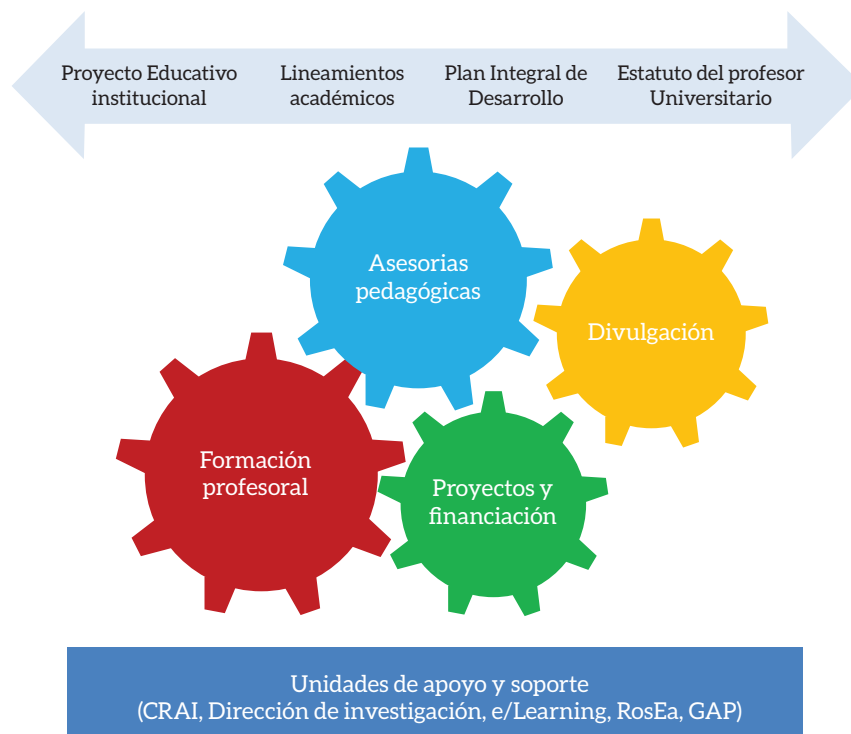 Proyecto Educativo
institucional
Lineamientos
académicos
Plan Integral de
Desarrollo
Estatuto del profesor
Universitario
Asesorias
pedagógicas
Divulgación
Formación
profesoral
Proyectos y
financiación
Unidades de apoyo y soporte
(CRAI, Dirección de investigación, e/Learning, RosEa, GAP)